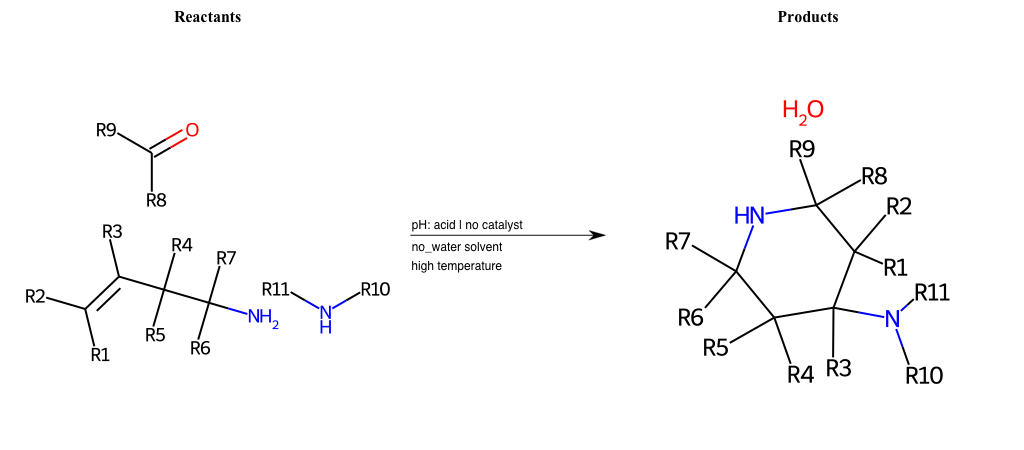 Reactants
Products
H2O
R9
O
R8
R9
R8
R3
R4
R7
R2
R5
R6
R1
NH2
R11
R10
N
H
pH: acid | no catalyst
no_water solvent
high temperature
HN
R2
R7
R1
R6
R11
N
R5
R4
R3
R10